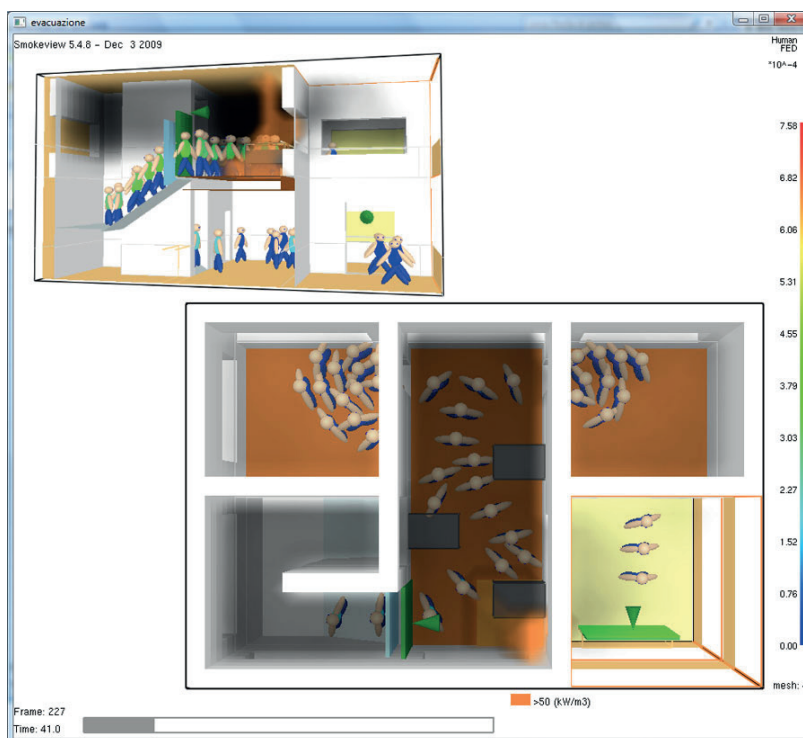 evacuazione
Smokeview 5.4.8 - Dec 3 2009
Human
FED
*10^-4
7.58
6.82
6.06
5.31
4.55
3.79
3.03
2.27
1.52
0.76
0.00
mesh:
>50 (kW/m3)
Frame: 227
Time: 41.0